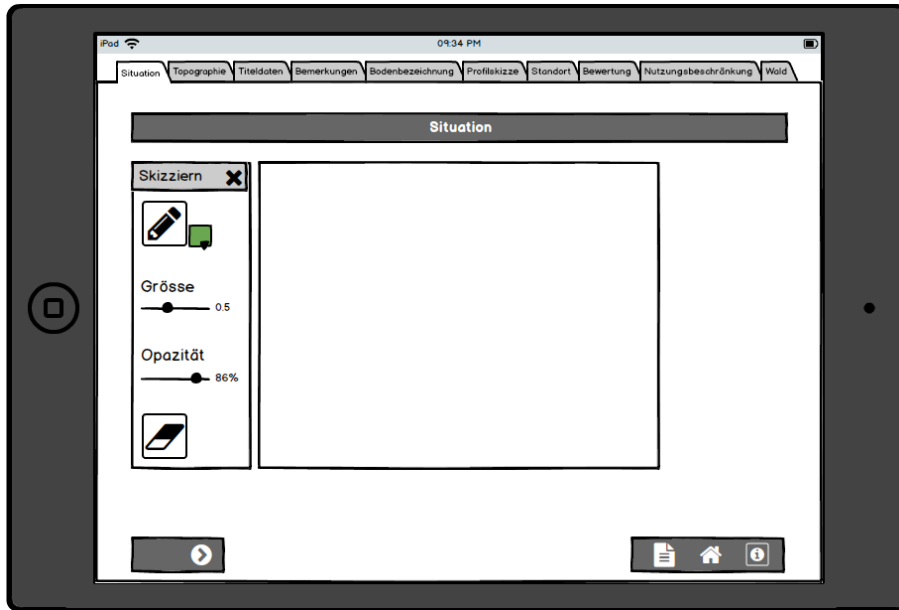 iPad 09:34 PM
Situation Topographie Titeldaten Bemerkungen Bodenbezeichnung Profilskizze Standort Bewertung Nutzungsbeschränkung Wald
Situation
Skizziern
Grösse
0.5
Opazität
86%